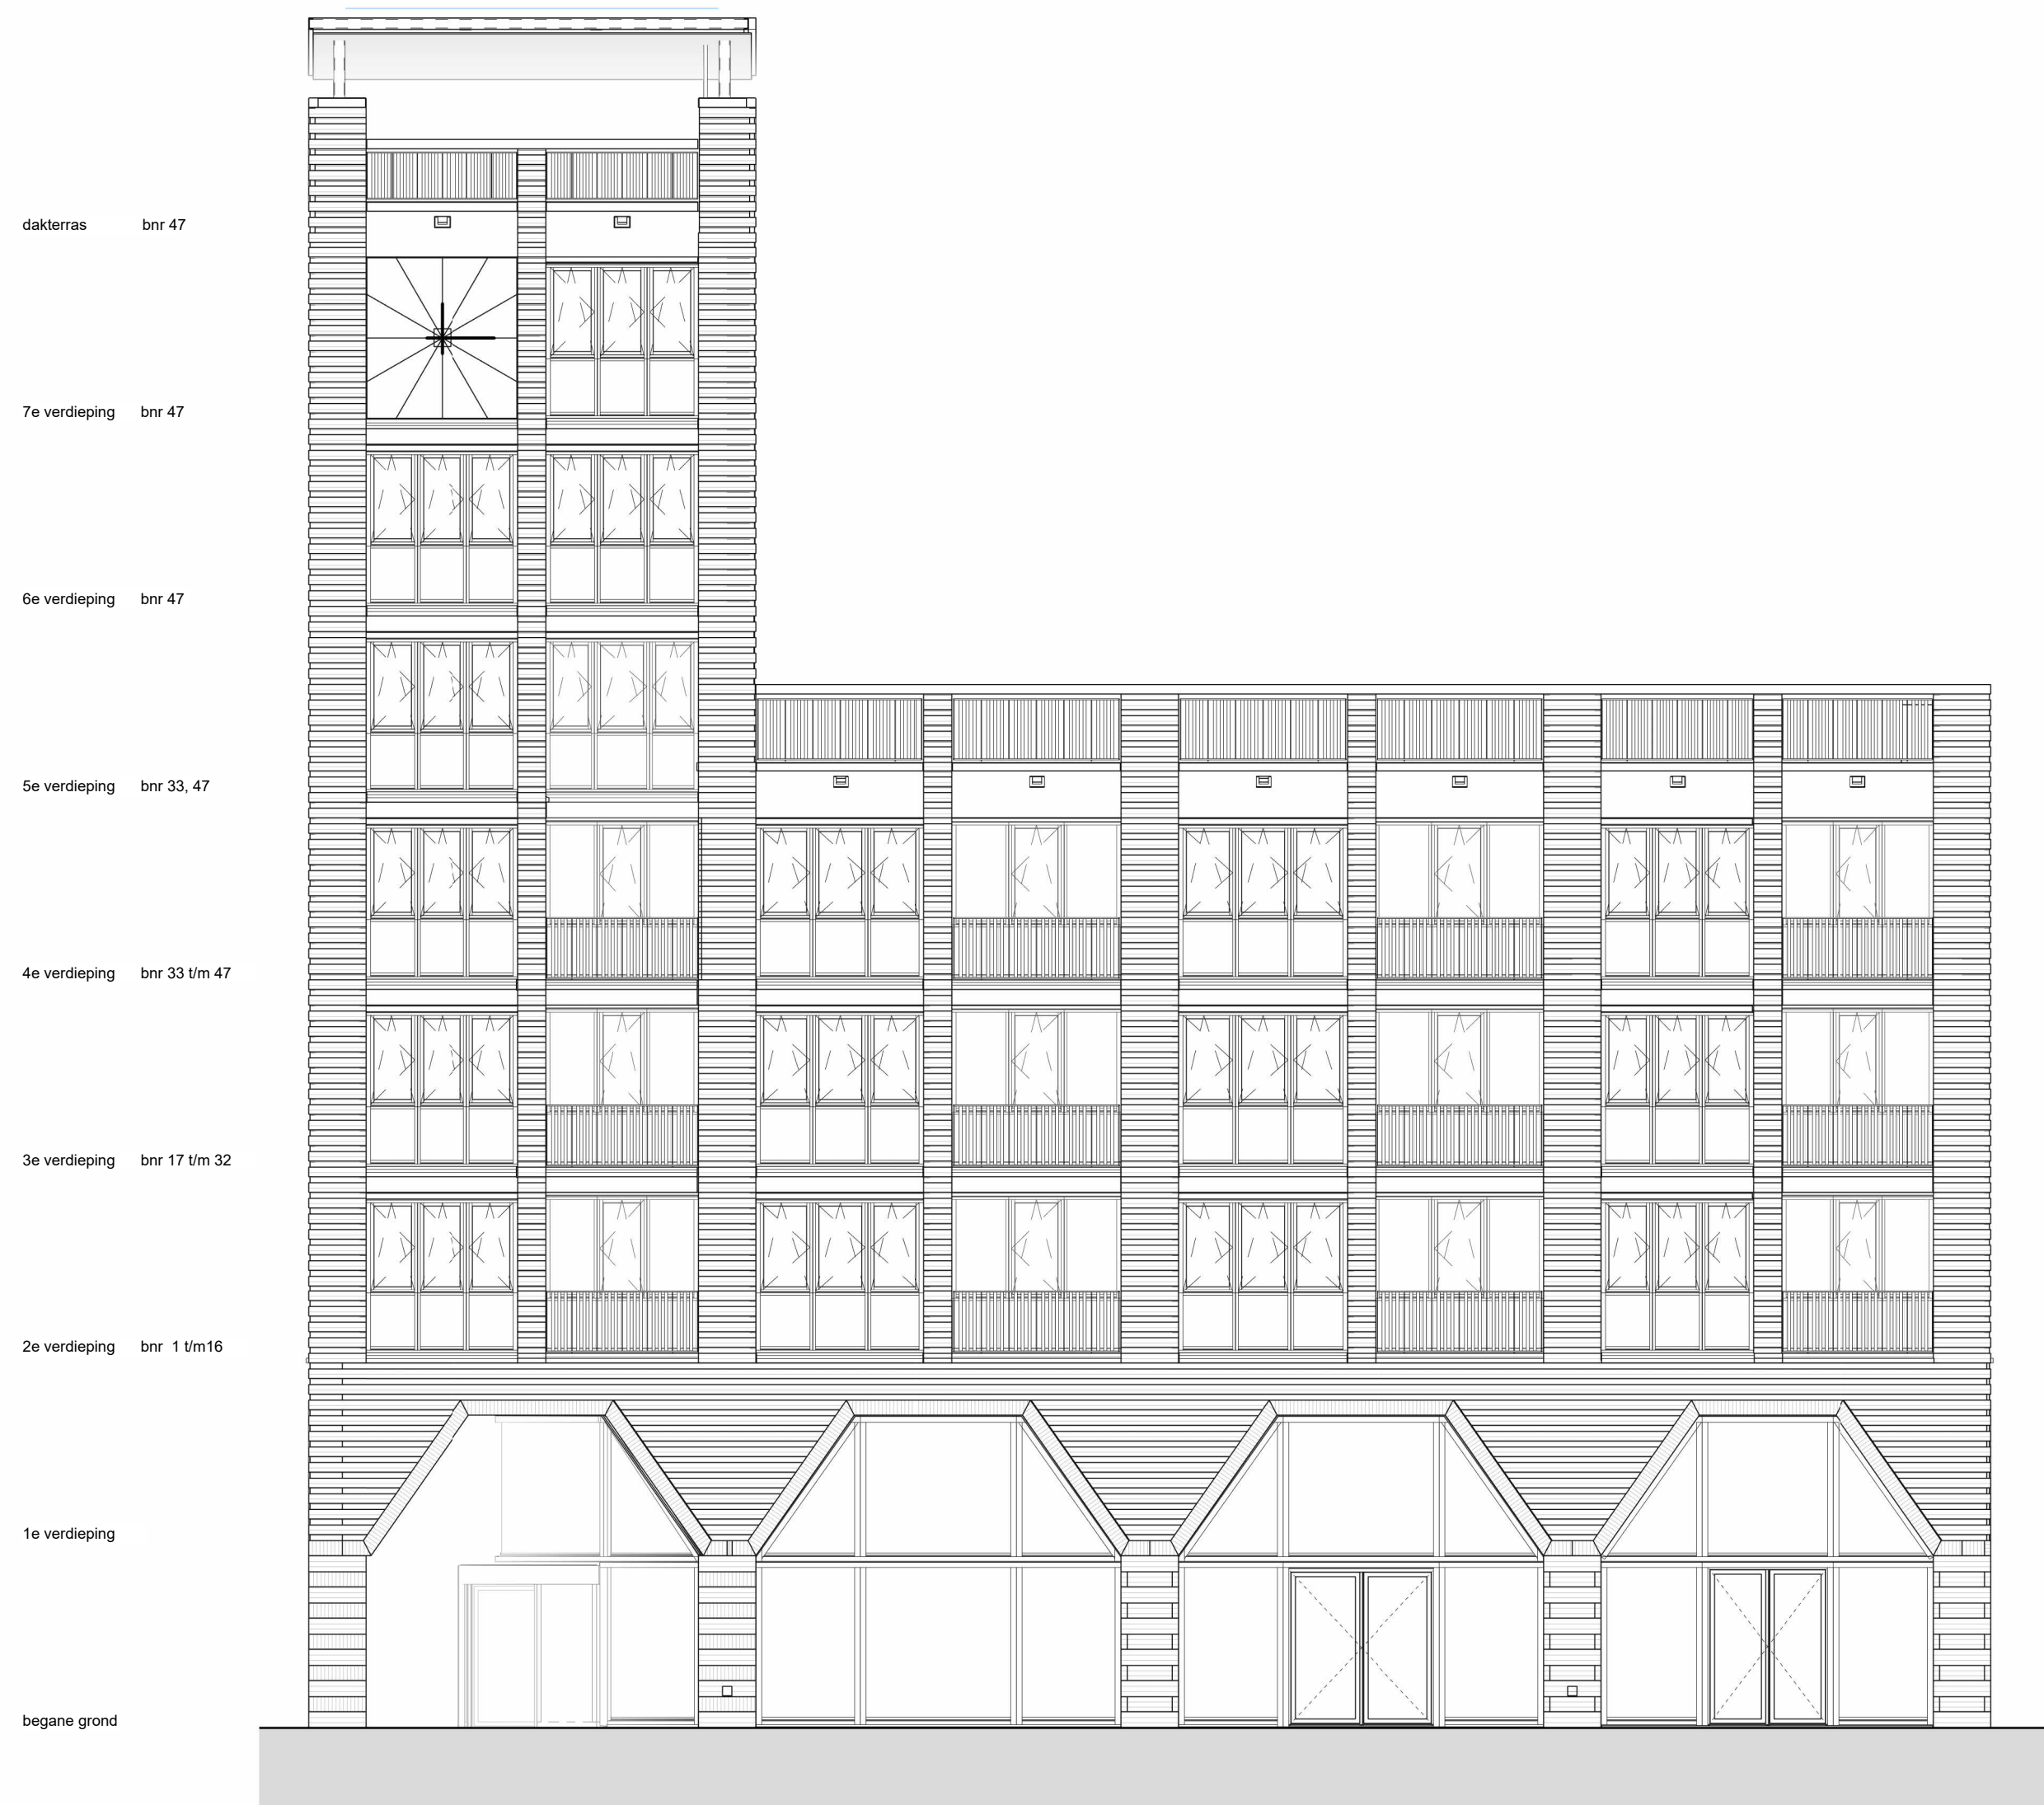 dakterras bnr 47
7e verdieping bnr 47
6e verdieping bnr 47
5e verdieping bnr 33, 47
4e verdieping bnr 33 t/m 47
3e verdieping bnr 17 t/m 32
2e verdieping bnr 1 t/m16
1e verdieping
begane grond